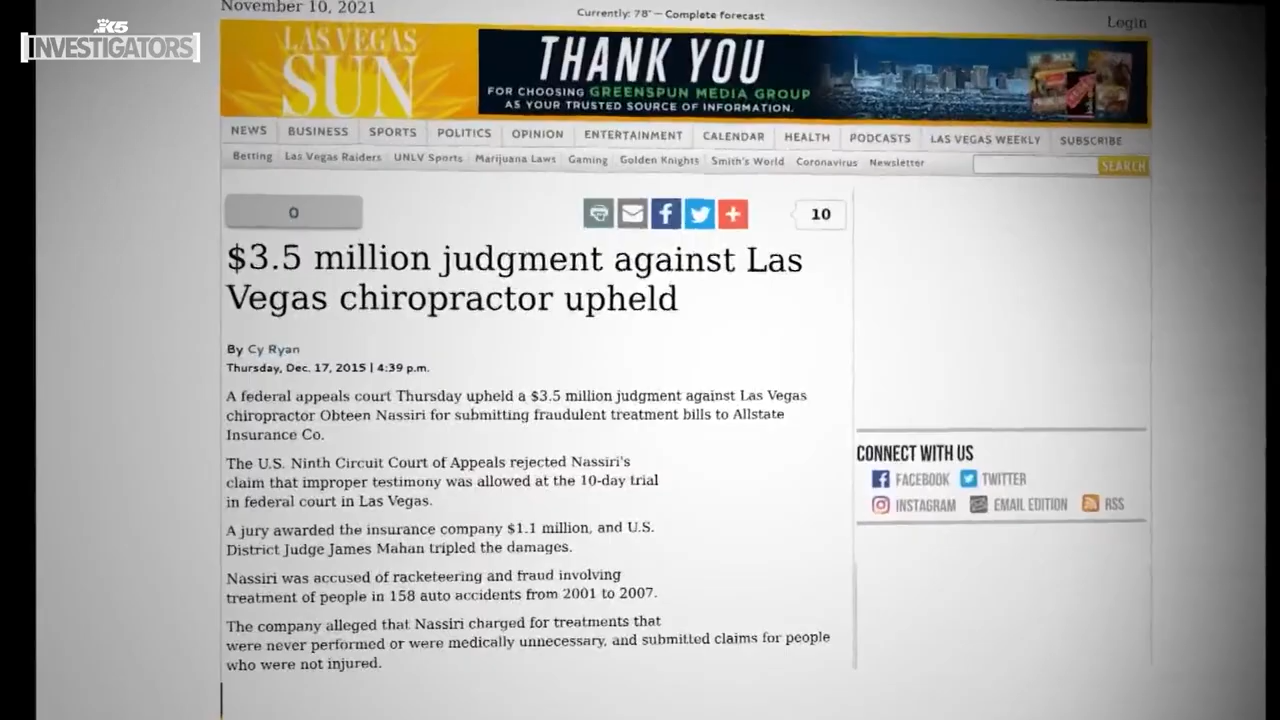 K5
INVESTIGATORS
November 10, 2021
Currently: 78° — Complete forecast
Login
LAS VEGAS
SUN
THANK YOU
FOR CHOOSING GREENSPUN MEDIA GROUP
AS YOUR TRUSTED SOURCE OF INFORMATION.
NEWS BUSINESS SPORTS POLITICS OPINION ENTERTAINMENT CALENDAR HEALTH PODCASTS LAS VEGAS WEEKLY SUBSCRIBE
Betting Las Vegas Raiders UNLV Sports Marijuana Laws Gaming Golden Knights Smith's World Coronavirus Newsletter
SEARCH
0
10
$3.5 million judgment against Las
Vegas chiropractor upheld
By Cy Ryan
Thursday, Dec. 17, 2015 | 4:39 p.m.
A federal appeals court Thursday upheld a $3.5 million judgment against Las Vegas
chiropractor Obteen Nassiri for submitting fraudulent treatment bills to Allstate
Insurance Co.
The U.S. Ninth Circuit Court of Appeals rejected Nassiri's
claim that improper testimony was allowed at the 10-day trial
in federal court in Las Vegas.
A jury awarded the insurance company $1.1 million, and U.S.
District Judge James Mahan tripled the damages.
Nassiri was accused of racketeering and fraud involving
treatment of people in 158 auto accidents from 2001 to 2007.
The company alleged that Nassiri charged for treatments that
were never performed or were medically unnecessary, and submitted claims for people
who were not injured.
CONNECT WITH US
FACEBOOK TWITTER
INSTAGRAM EMAIL EDITION RSS